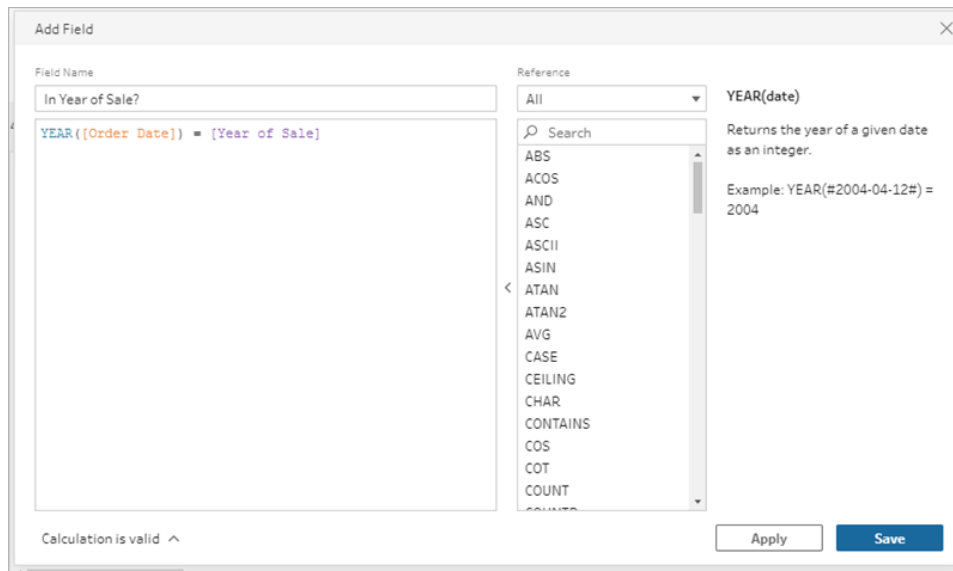 Add Field
Field Name
In Year of Sale?
YEAR([Order Date]) = [Year of Sale]
Reference
All
Search
ABS
ACOS
AND
ASC
ASCII
ASIN
ATAN
ATAN2
AVG
CASE
CEILING
CHAR
CONTAINS
COS
COT
COUNT
YEAR(date)
Returns the year of a given date
as an integer.
Example: YEAR(#2004-04-12#) =
2004
Calculation is valid
Apply
Save